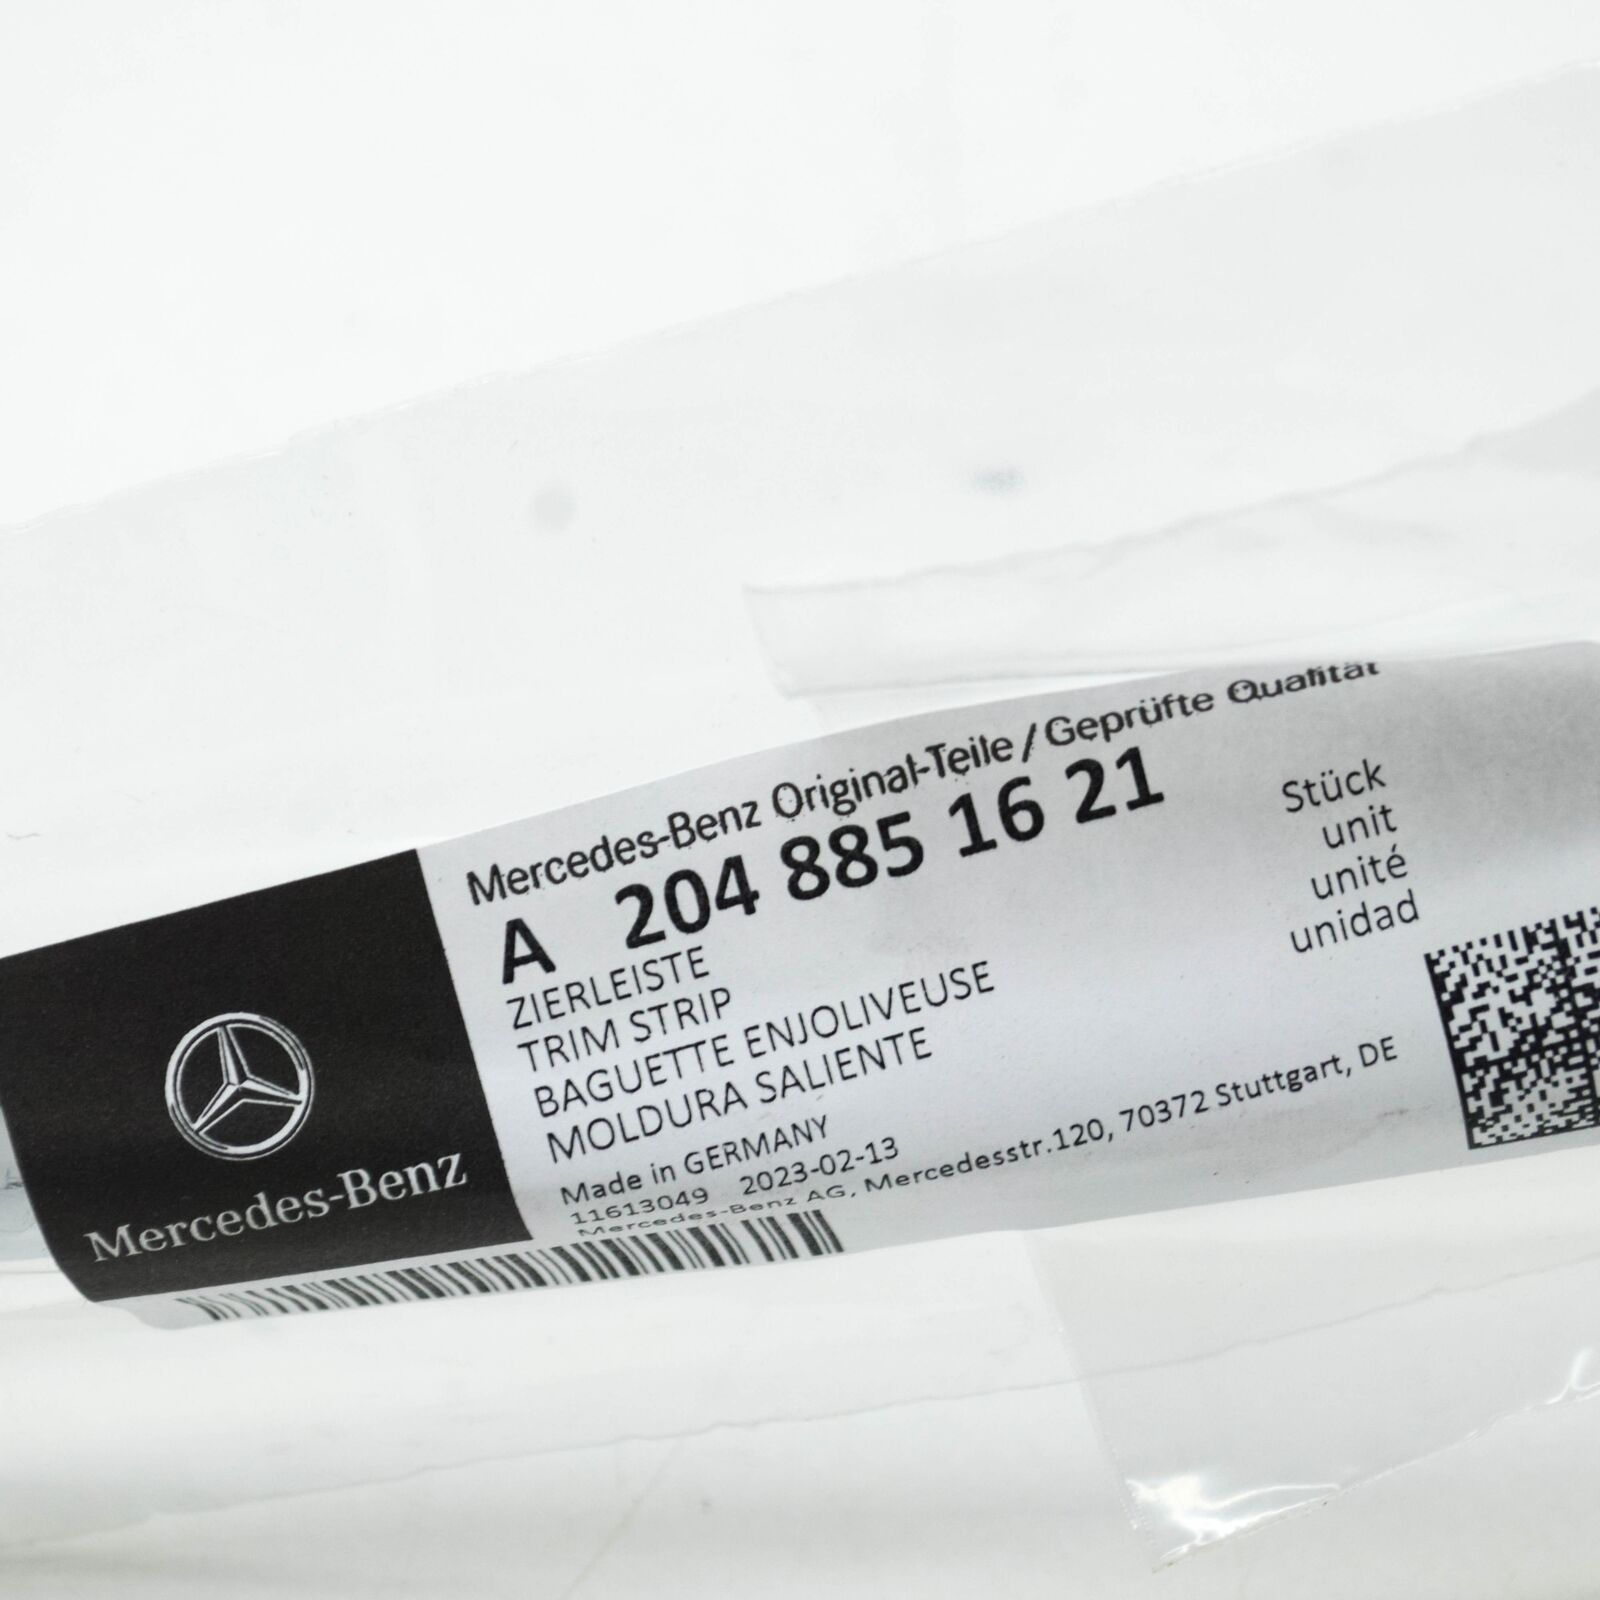 Mercedes-Benz Original-Teile / Geprüfte Qualität
A 204 885 16 21
Stück
unit
unité
unidad
ZIERLEISTE
TRIM STRIP
BAGUETTE ENJOLIVEUSE
MOLDURA SALIENTE
Made in GERMANY
11613049 2023-02-13
Mercedes-Benz AG, Mercedesstr.120, 70372 Stuttgart, DE
Mercedes-Benz